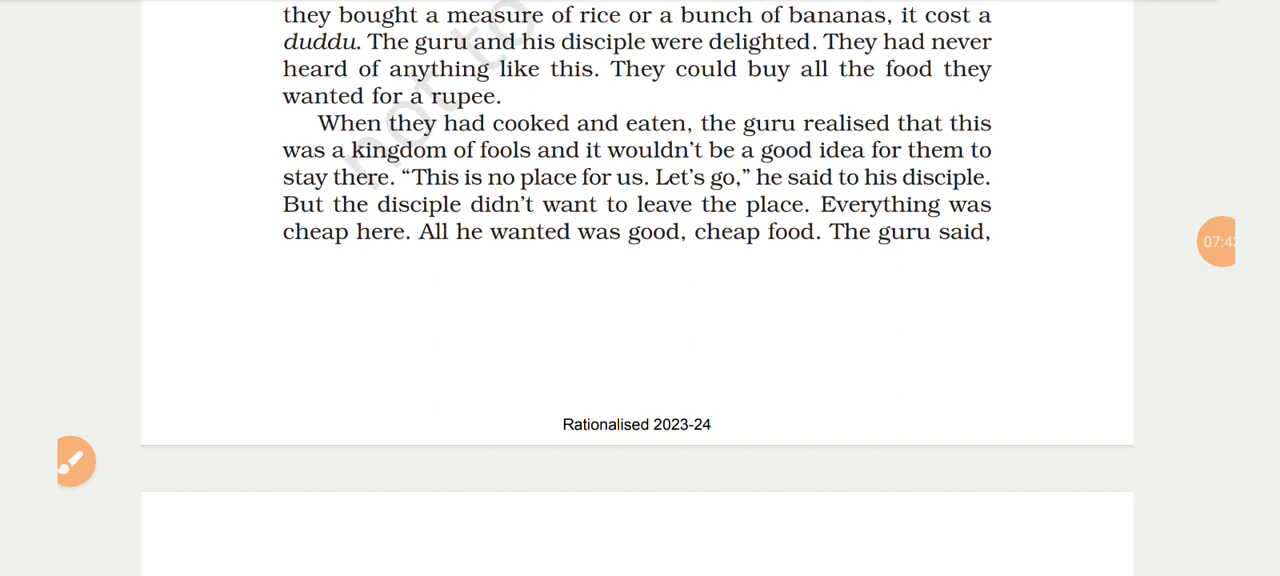 they bought a measure of rice or a bunch of bananas, it cost a
duddu. The guru and his disciple were delighted. They had never
heard of anything like this. They could buy all the food they
wanted for a rupee.
When they had cooked and eaten, the guru realised that this
was a kingdom of fools and it wouldn’t be a good idea for them to
stay there. “This is no place for us. Let’s go,” he said to his disciple.
But the disciple didn’t want to leave the place. Everything was
cheap here. All he wanted was good, cheap food. The guru said,
not to
07:4
Rationalised 2023-24